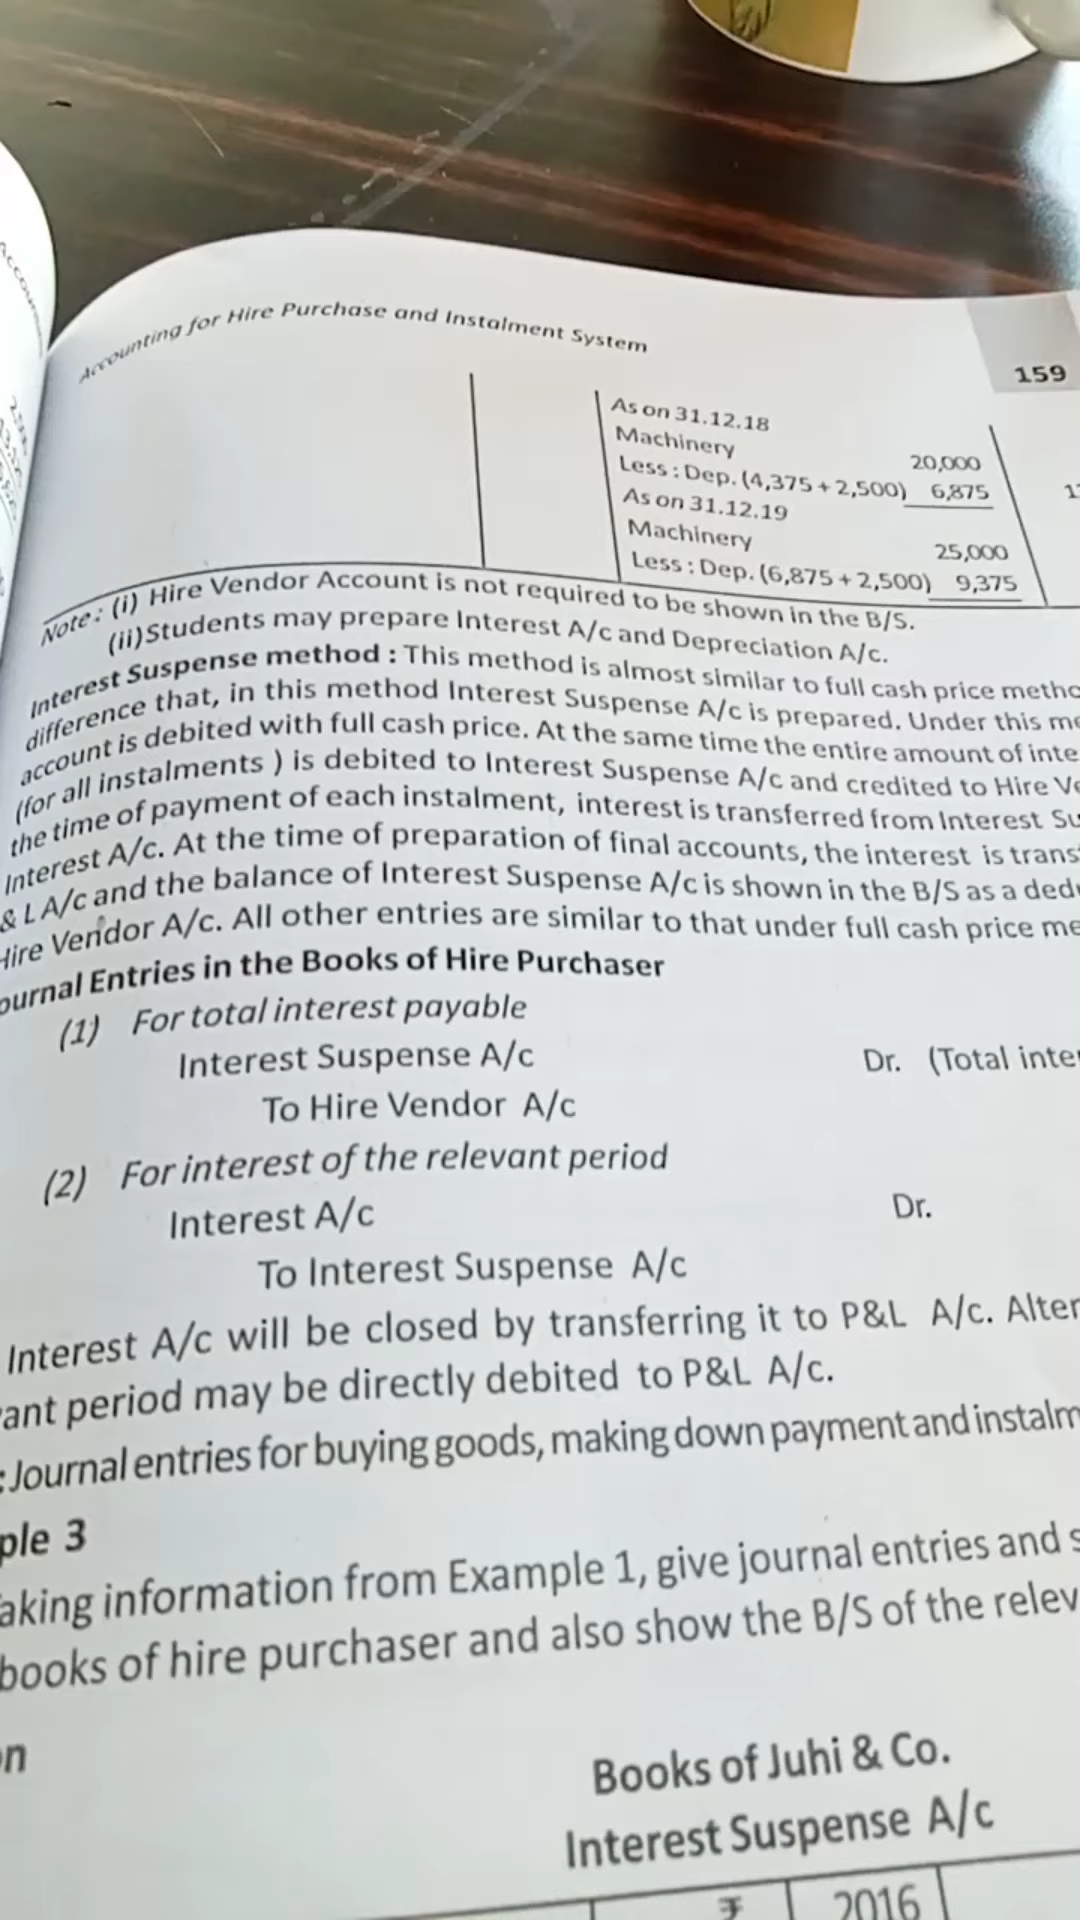 Accounting for Hire Purchase and Instalment System
159
As on 31.12.18
Machinery 20,000
Less : Dep. (4,375 + 2,500) 6,875
As on 31.12.19
Machinery 25,000
Less : Dep. (6,875 + 2,500) 9,375
Note : (i) Hire Vendor Account is not required to be shown in the B/S.
(ii) Students may prepare Interest A/c and Depreciation A/c.
Interest Suspense method : This method is almost similar to full cash price metho
difference that, in this method Interest Suspense A/c is prepared. Under this me
account is debited with full cash price. At the same time the entire amount of inte
(for all instalments ) is debited to Interest Suspense A/c and credited to Hire Ve
the time of payment of each instalment, interest is transferred from Interest Su
Interest A/c. At the time of preparation of final accounts, the interest is trans
& L A/c and the balance of Interest Suspense A/c is shown in the B/S as a ded
Hire Vendor A/c. All other entries are similar to that under full cash price me
ournal Entries in the Books of Hire Purchaser
(1) For total interest payable
Interest Suspense A/c Dr. (Total inter
To Hire Vendor A/c
(2) For interest of the relevant period
Interest A/c Dr.
To Interest Suspense A/c
Interest A/c will be closed by transferring it to P&L A/c. Alter
ant period may be directly debited to P&L A/c.
: Journal entries for buying goods, making down payment and instalm
ple 3
aking information from Example 1, give journal entries and s
books of hire purchaser and also show the B/S of the relev
on
Books of Juhi & Co.
Interest Suspense A/c
₹ 2016